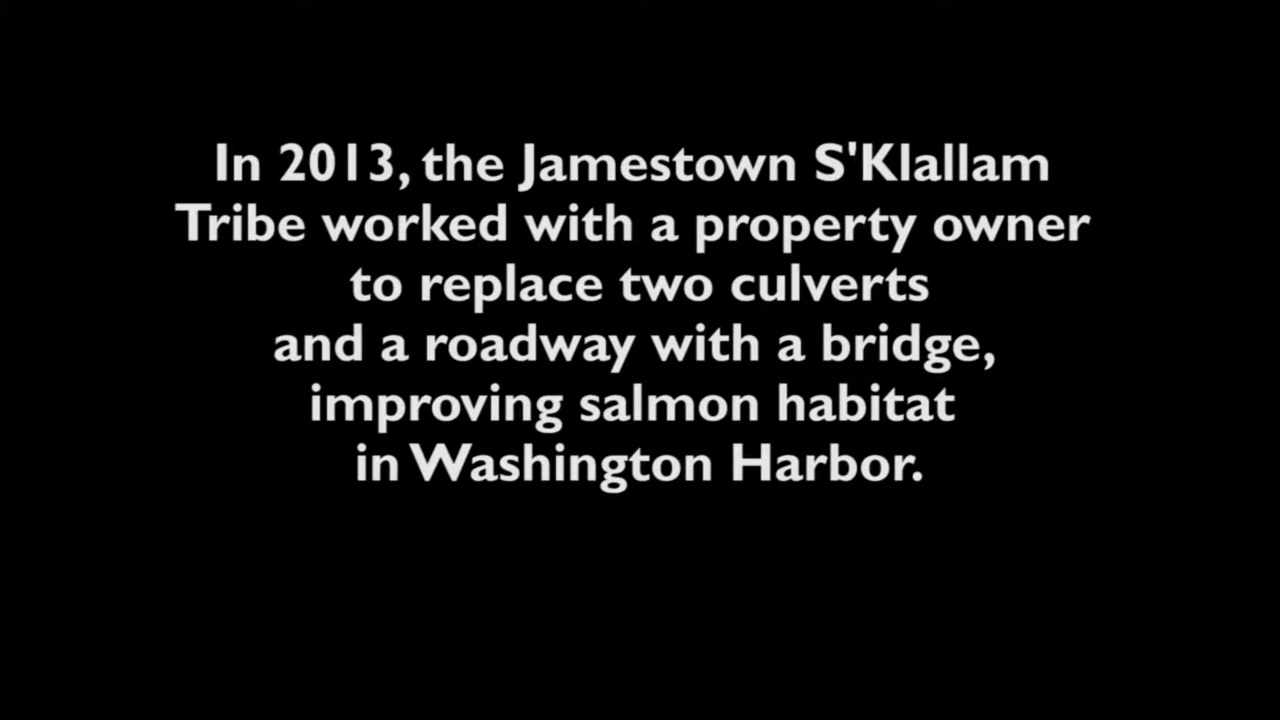 In 2013, the Jamestown S'Klallam
Tribe worked with a property owner
to replace two culverts
and a roadway with a bridge,
improving salmon habitat
in Washington Harbor.